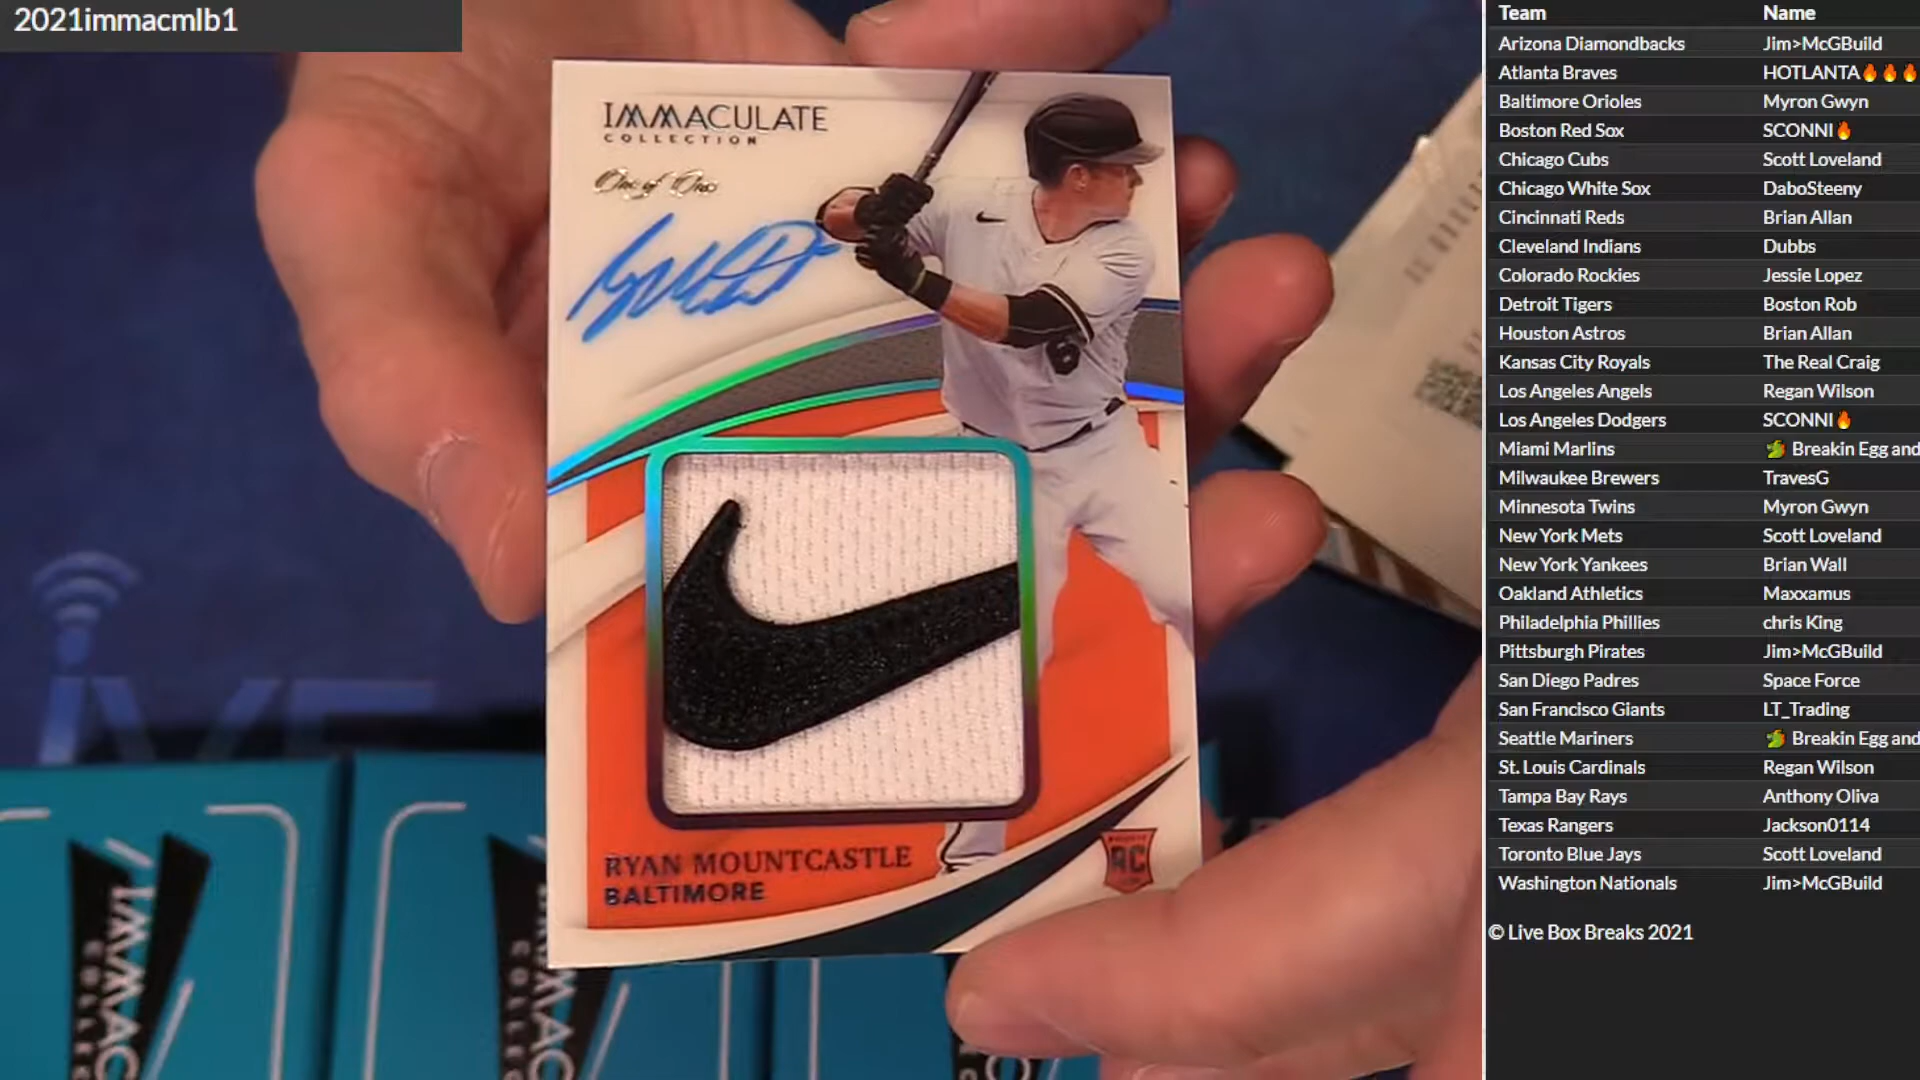 2021immacmlb1
IMMACULATE
COLLECTION
One of One
6
RYAN MOUNTCASTLE
BALTIMORE
RC
Team Name
Arizona Diamondbacks Jim>McGBuild
Atlanta Braves HOTLANTA🔥🔥🔥
Baltimore Orioles Myron Gwyn
Boston Red Sox SCONNI🔥
Chicago Cubs Scott Loveland
Chicago White Sox DaboSteeny
Cincinnati Reds Brian Allan
Cleveland Indians Dubbs
Colorado Rockies Jessie Lopez
Detroit Tigers Boston Rob
Houston Astros Brian Allan
Kansas City Royals The Real Craig
Los Angeles Angels Regan Wilson
Los Angeles Dodgers SCONNI🔥
Miami Marlins 🐲 Breakin Egg and
Milwaukee Brewers TravesG
Minnesota Twins Myron Gwyn
New York Mets Scott Loveland
New York Yankees Brian Wall
Oakland Athletics Maxxamus
Philadelphia Phillies chris King
Pittsburgh Pirates Jim>McGBuild
San Diego Padres Space Force
San Francisco Giants LT_Trading
Seattle Mariners 🐲 Breakin Egg and
St. Louis Cardinals Regan Wilson
Tampa Bay Rays Anthony Oliva
Texas Rangers Jackson0114
Toronto Blue Jays Scott Loveland
Washington Nationals Jim>McGBuild
© Live Box Breaks 2021